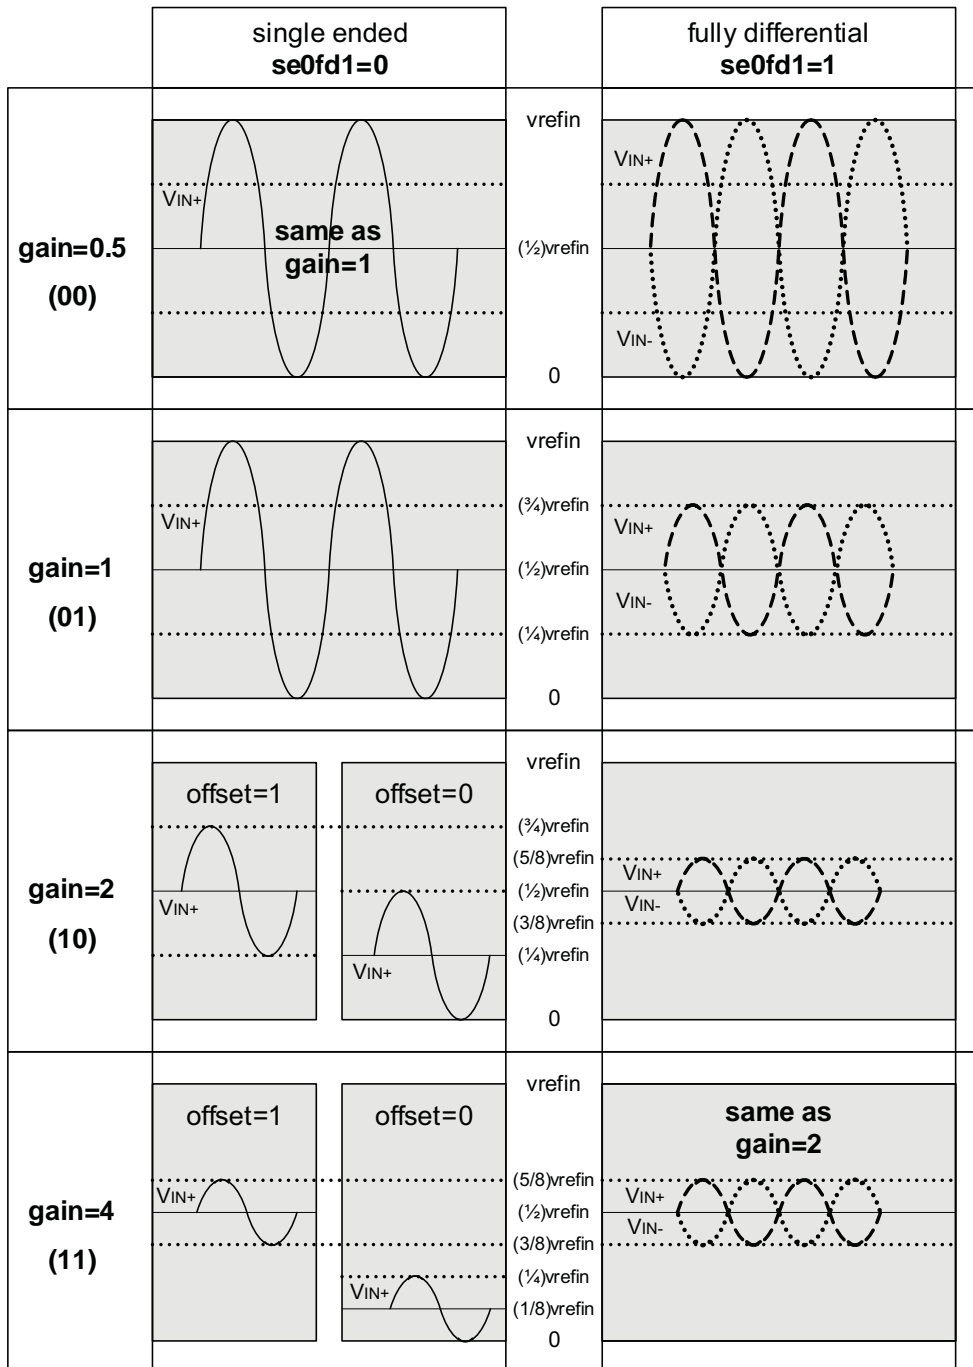 single ended
se0fd1=0
fully differential
se0fd1=1
gain=0.5
(00)
VIN+
same as
gain=1
vrefin
(½)vrefin
0
VIN+
VIN-
gain=1
(01)
VIN+
vrefin
(¾)vrefin
(½)vrefin
(¼)vrefin
0
VIN+
VIN-
gain=2
(10)
offset=1
VIN+
offset=0
VIN+
vrefin
(¾)vrefin
(5/8)vrefin
(½)vrefin
(3/8)vrefin
(¼)vrefin
0
VIN+
VIN-
gain=4
(11)
offset=1
VIN+
offset=0
VIN+
vrefin
(5/8)vrefin
(½)vrefin
(3/8)vrefin
(¼)vrefin
(1/8)vrefin
0
same as
gain=2
VIN+
VIN-